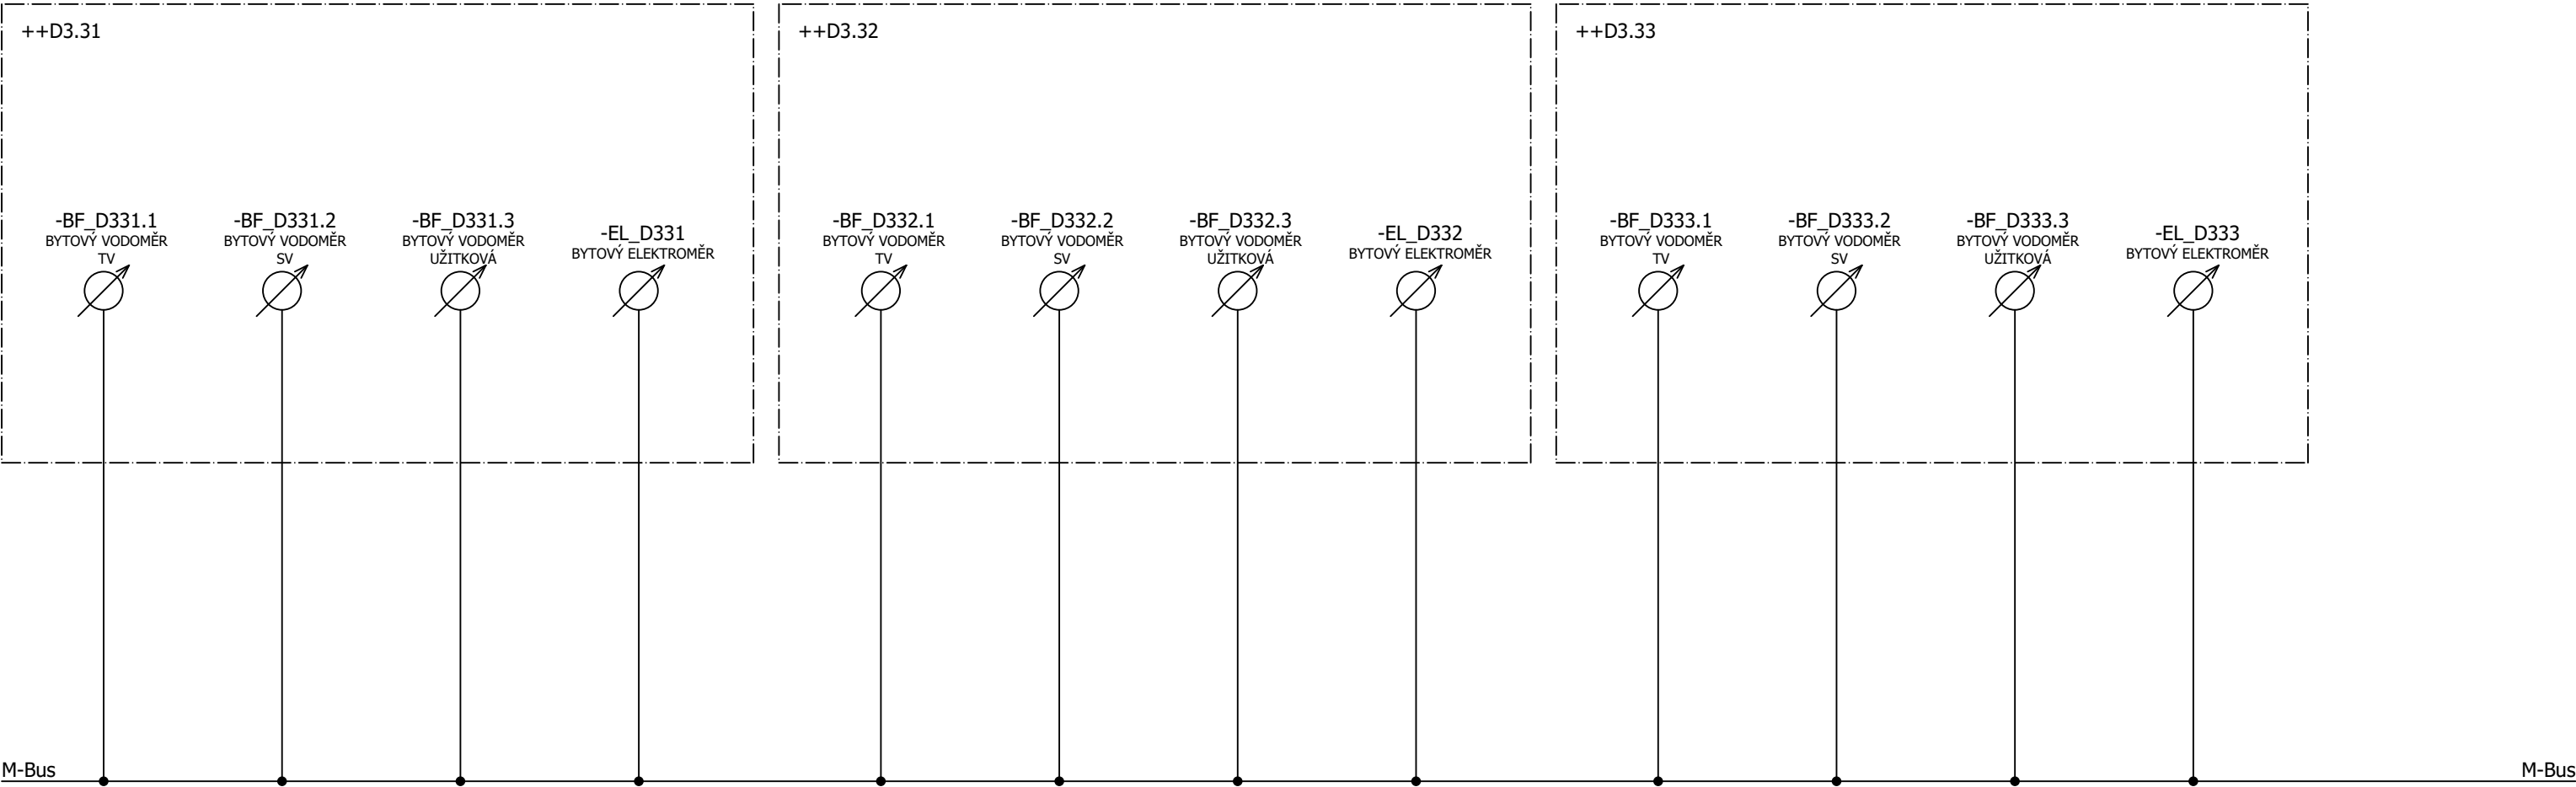 ++D3.31
++D3.32
++D3.33
-BF_D331.1
BYTOVÝ VODOMĚR
TV
-BF_D331.2
BYTOVÝ VODOMĚR
SV
-BF_D331.3
BYTOVÝ VODOMĚR
UŽITKOVÁ
-EL_D331
BYTOVÝ ELEKTROMĚR
-BF_D332.1
BYTOVÝ VODOMĚR
TV
-BF_D332.2
BYTOVÝ VODOMĚR
SV
-BF_D332.3
BYTOVÝ VODOMĚR
UŽITKOVÁ
-EL_D332
BYTOVÝ ELEKTROMĚR
-BF_D333.1
BYTOVÝ VODOMĚR
TV
-BF_D333.2
BYTOVÝ VODOMĚR
SV
-BF_D333.3
BYTOVÝ VODOMĚR
UŽITKOVÁ
-EL_D333
BYTOVÝ ELEKTROMĚR
M-Bus
M-Bus